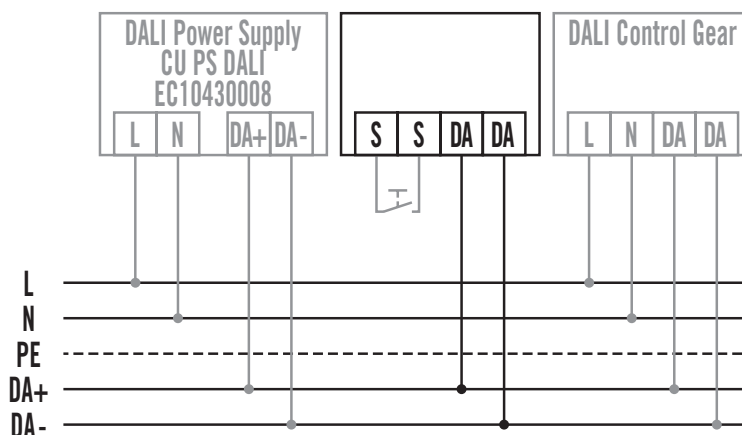 DALI Power Supply
CU PS DALI
EC10430008
L N DA+ DA-
S S DA DA
DALI Control Gear
L N DA DA
L
N
PE
DA+
DA-